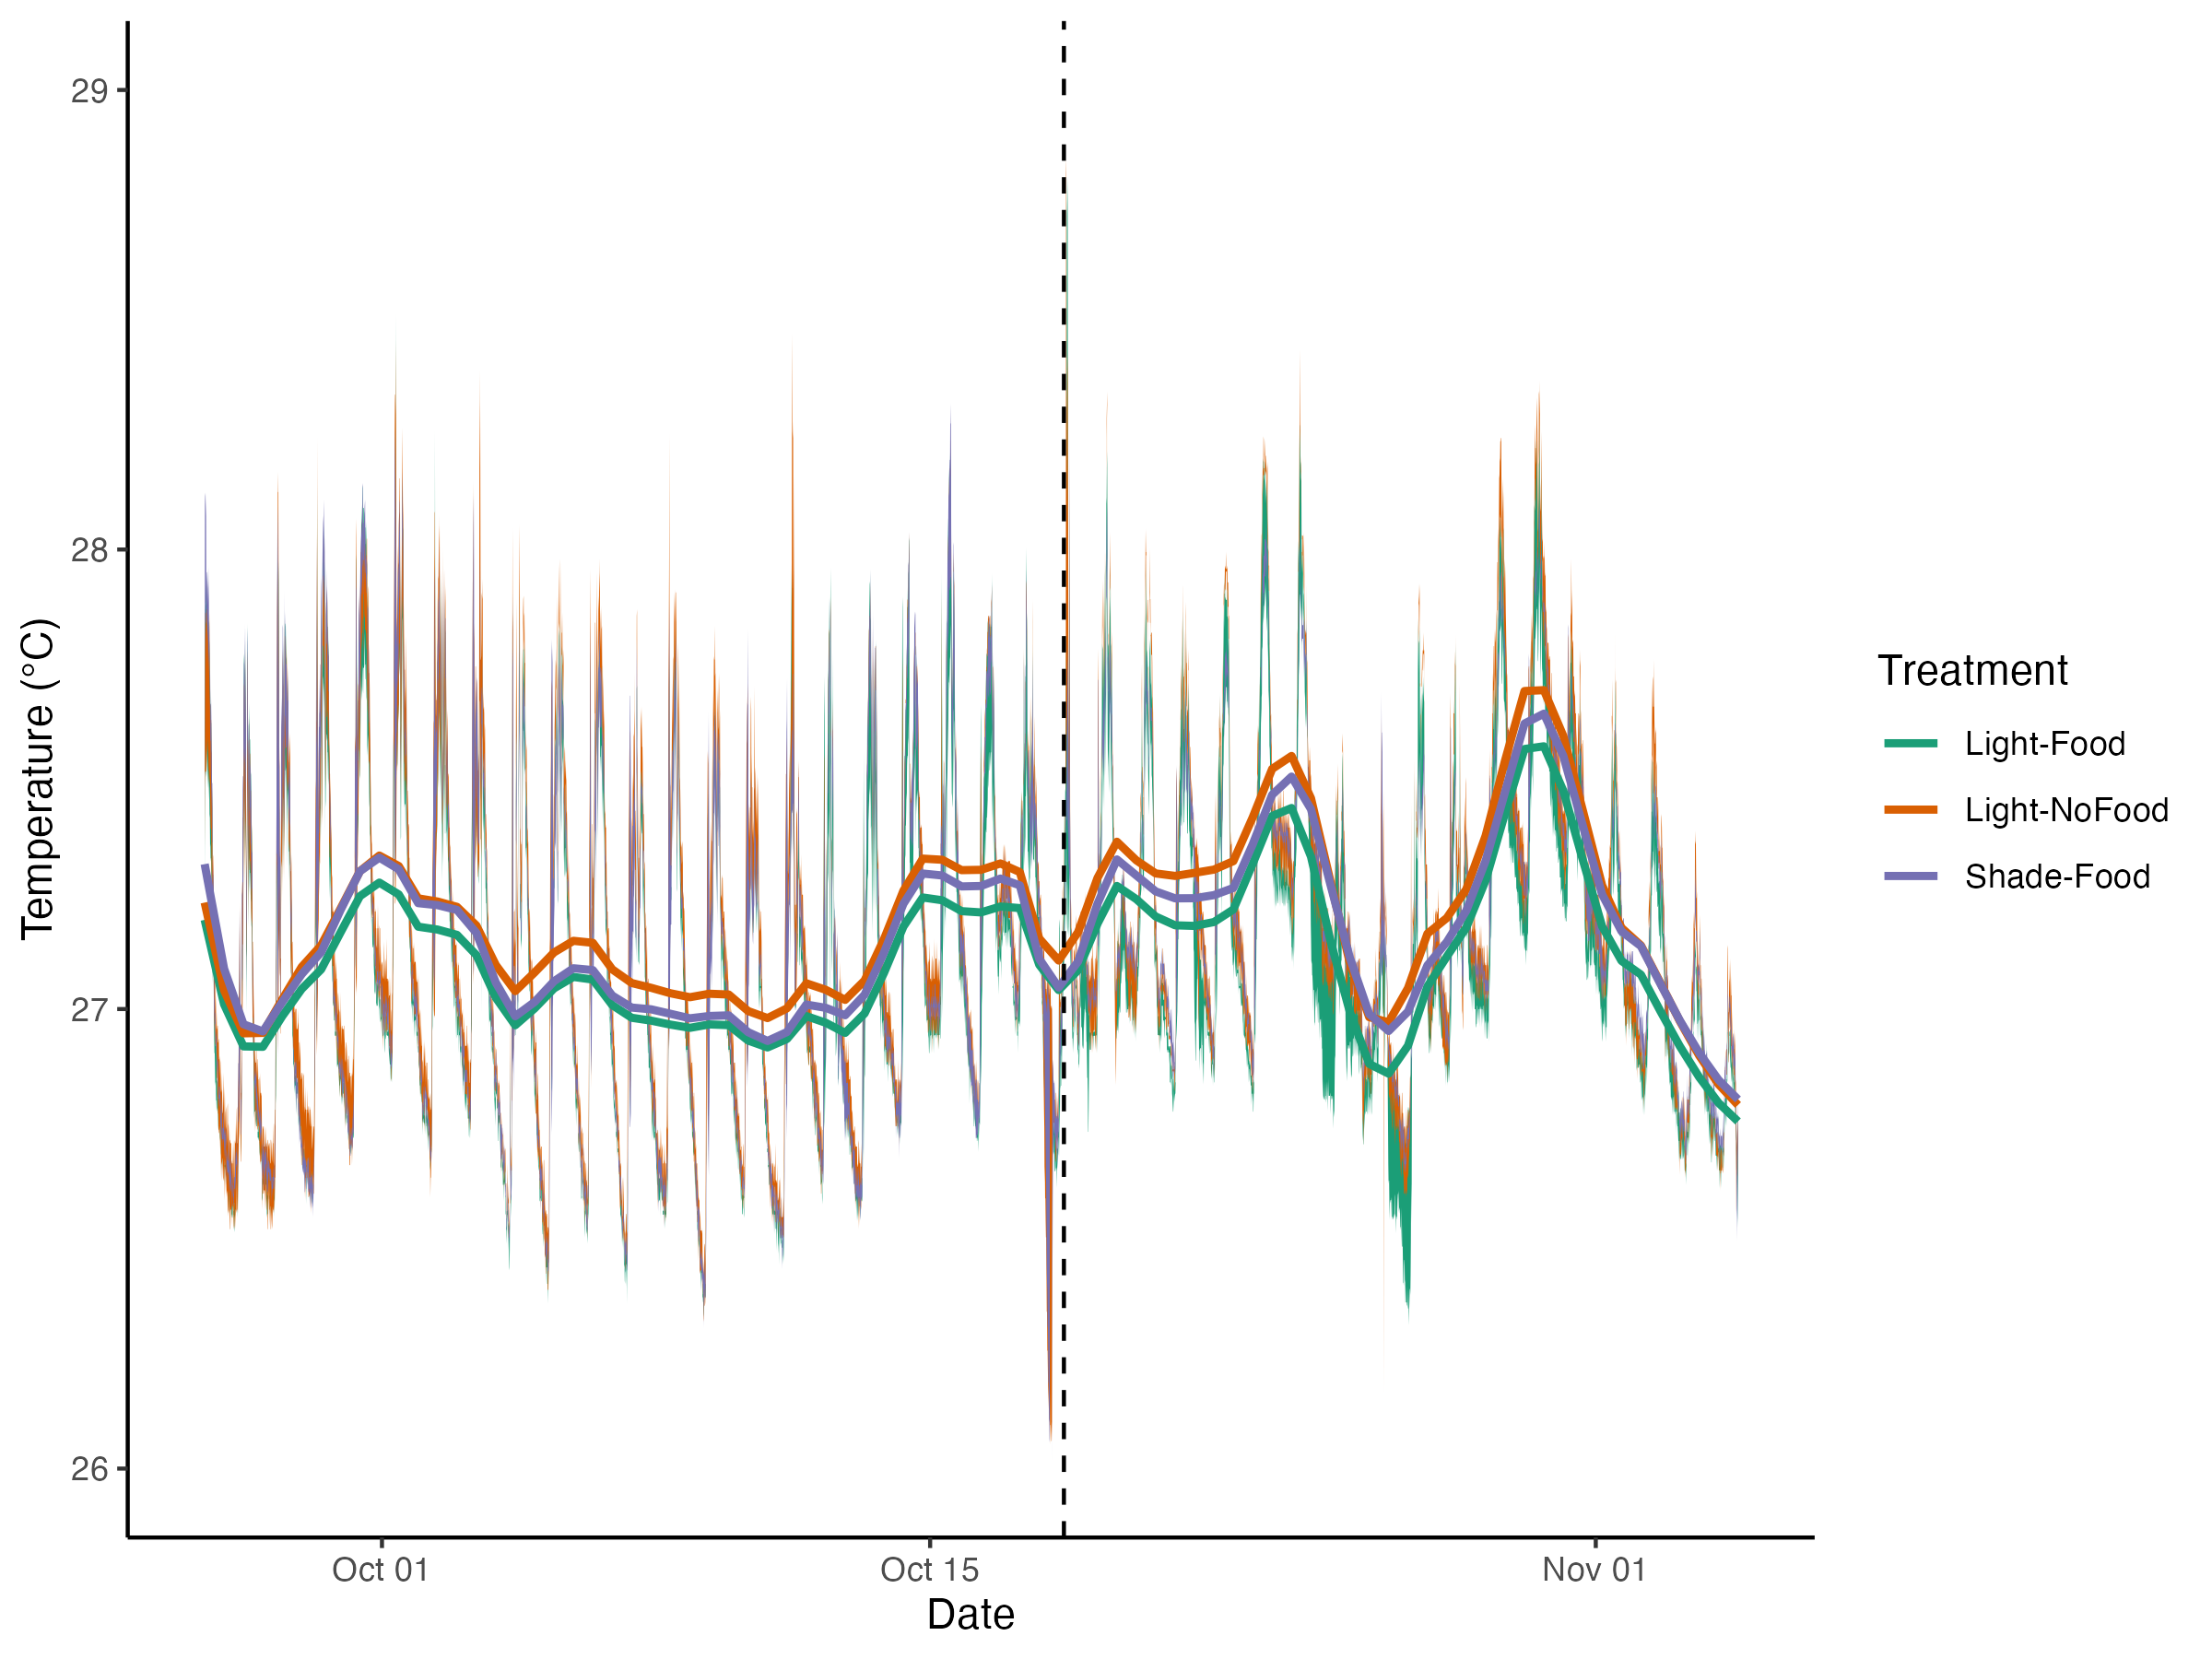 29
28
27
26
Temperature (°C)
Oct 01
Oct 15
Nov 01
Date
Treatment
Light-Food
Light-NoFood
Shade-Food